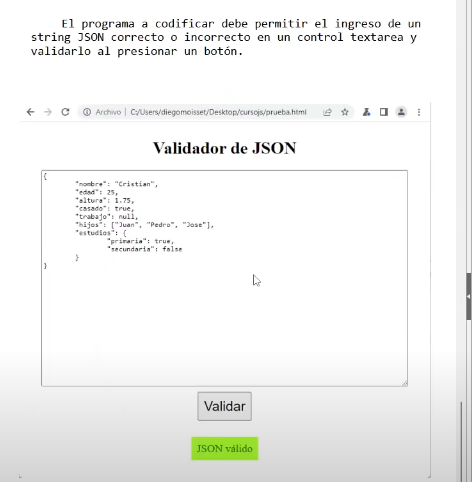 El programa a codificar debe permitir el ingreso de un
string JSON correcto o incorrecto en un control textarea y
validarlo al presionar un botón.
Archivo | C:/Users/diegomoisset/Desktop/cursojs/prueba.html
Validador de JSON
{
"nombre": "Cristian",
"edad": 25,
"altura": 1.75,
"casado": true,
"trabajo": null,
"hijos": ["Juan", "Pedro", "Jose"],
"estudios": {
"primaria": true,
"secundaria": false
}
}
Validar
JSON válido